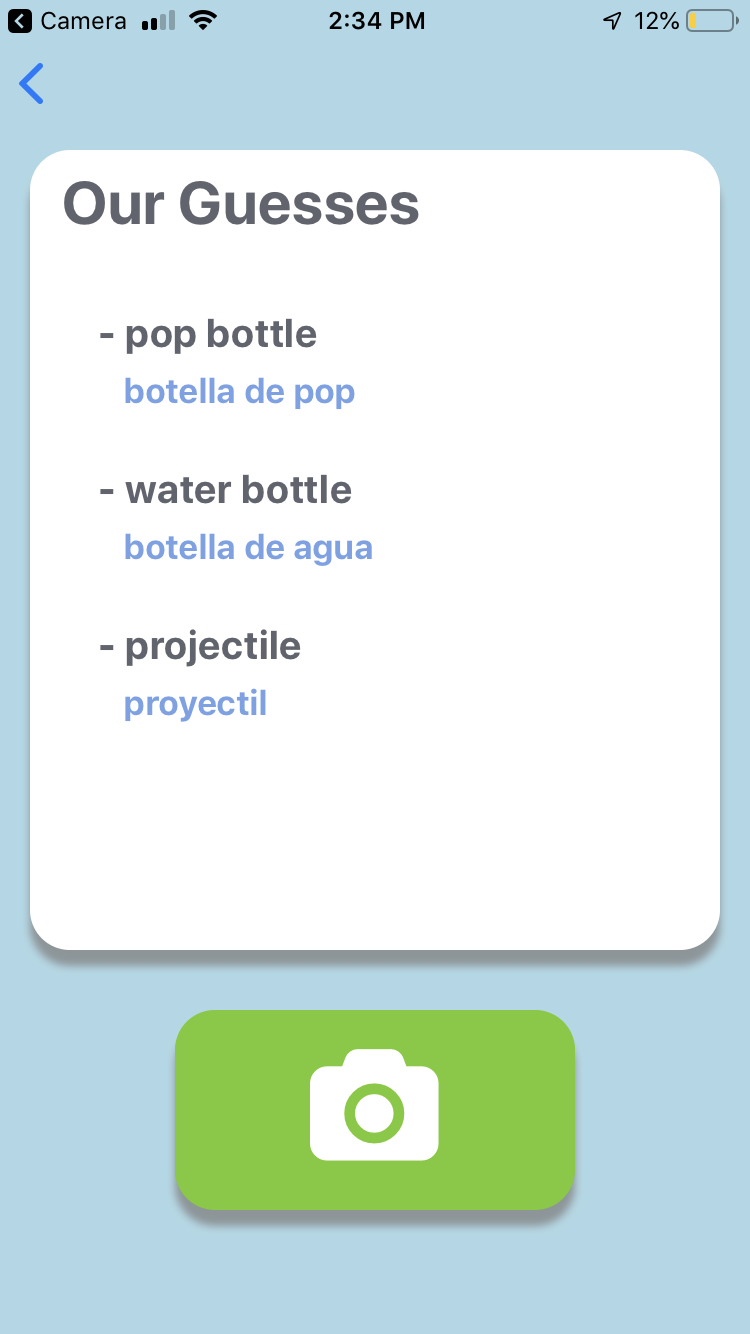 Camera 2:34 PM 12%
Our Guesses
- pop bottle
botella de pop
- water bottle
botella de agua
- projectile
proyectil